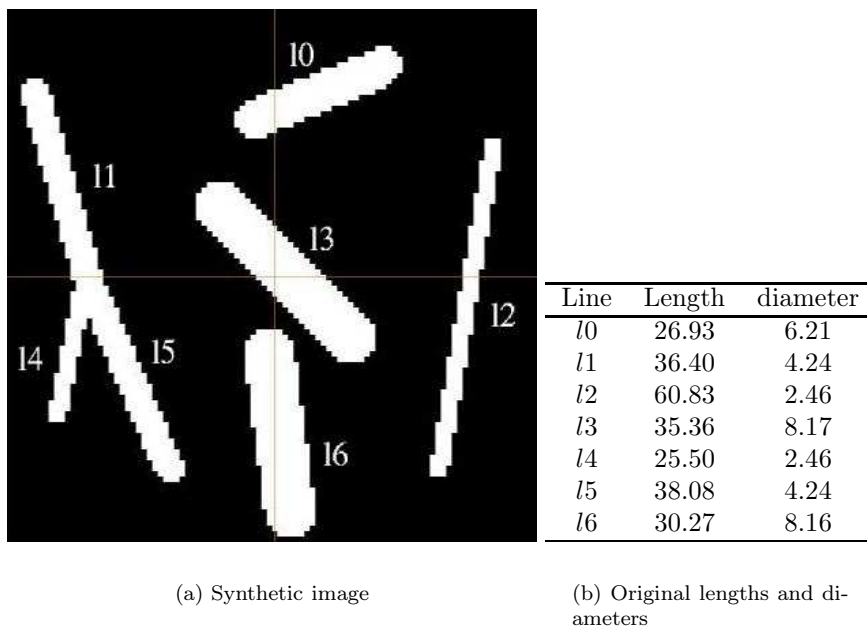 l0
l1
l3
l2
l4
l5
l6
Line Length diameter
l0 26.93 6.21
l1 36.40 4.24
l2 60.83 2.46
l3 35.36 8.17
l4 25.50 2.46
l5 38.08 4.24
l6 30.27 8.16
(a) Synthetic image
(b) Original lengths and di-
ameters